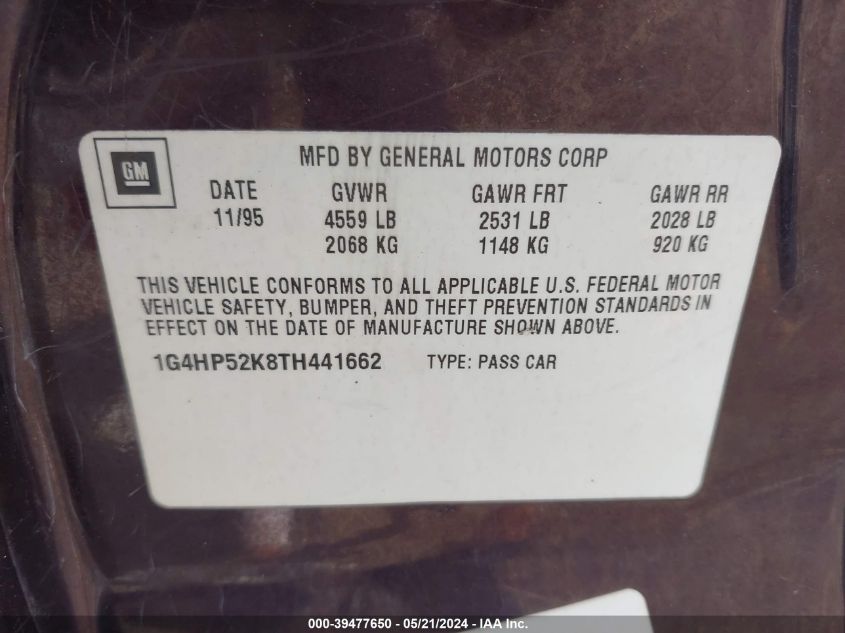 GM
MFD BY GENERAL MOTORS CORP
DATE GVWR GAWR FRT GAWR RR
11/95 4559 LB 2531 LB 2028 LB
2068 KG 1148 KG 920 KG
THIS VEHICLE CONFORMS TO ALL APPLICABLE U.S. FEDERAL MOTOR
VEHICLE SAFETY, BUMPER, AND THEFT PREVENTION STANDARDS IN
EFFECT ON THE DATE OF MANUFACTURE SHOWN ABOVE.
1G4HP52K8TH441662 TYPE: PASS CAR
000-39477650 - 05/21/2024 - IAA Inc.